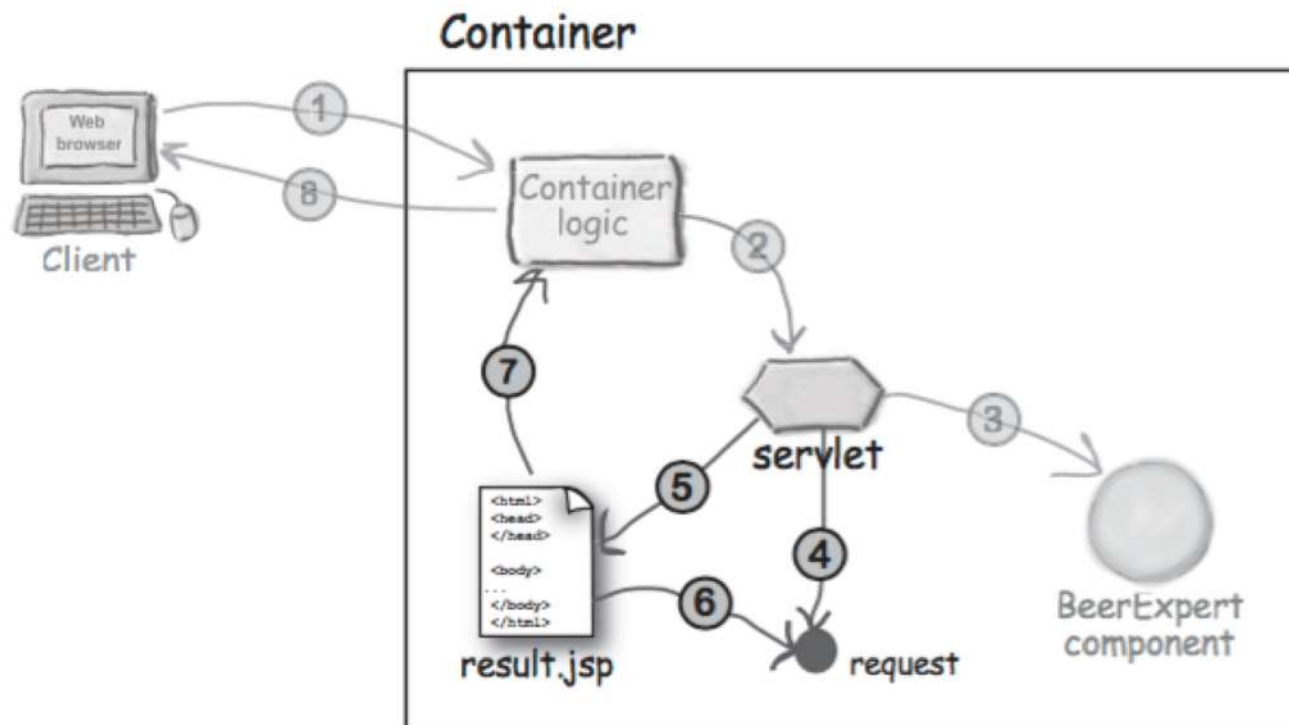 Container
1
Web
browser
8
Container
logic
Client
2
7
3
servlet
5
<html>
<head>
</head>
<body>
...
</body>
</html>
4
6
BeerExpert
component
result.jsp
request